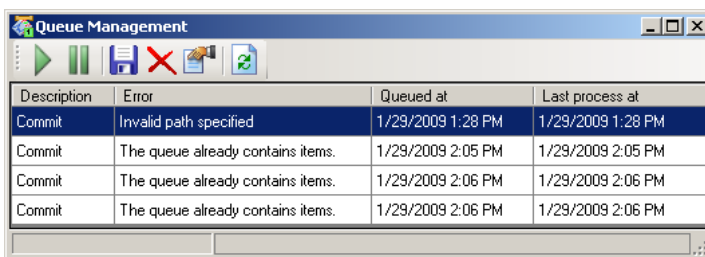 Queue Management
Description Error Queued at Last process at
Commit Invalid path specified 1/29/2009 1:28 PM 1/29/2009 1:28 PM
Commit The queue already contains items. 1/29/2009 2:05 PM 1/29/2009 2:05 PM
Commit The queue already contains items. 1/29/2009 2:06 PM 1/29/2009 2:06 PM
Commit The queue already contains items. 1/29/2009 2:06 PM 1/29/2009 2:06 PM